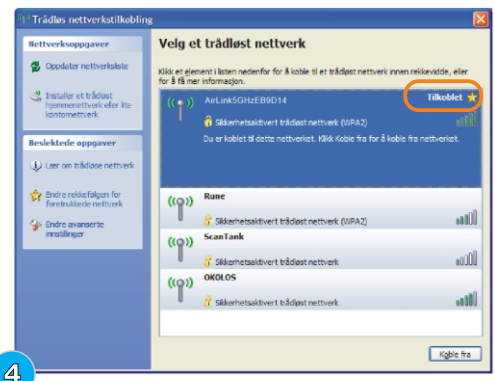 Trådløs nettverkstilkobling
Nettverksoppgaver
Oppdater nettverksliste
Installer et trådløst
hjemmenettverk eller lite
kontornettverk
Beslektede oppgaver
Lær om trådløse nettverk
Endre rekkefølgen for
foretrukkede nettverk
Endre avanserte
innstillinger
Velg et trådløst nettverk
Klikk et element i listen nedenfor for å koble til et trådløst nettverk innen rekkevidde, eller
for å få mer informasjon.
AirLink5GHzEB9D14
Tilkoblet
Sikkerhetsaktivert trådløst nettverk (WPA2)
Du er koblet til dette nettverket. Klikk Koble fra for å koble fra nettverket.
Rune
Sikkerhetsaktivert trådløst nettverk (WPA2)
ScanTank
Sikkerhetsaktivert trådløst nettverk
OKOLOS
Sikkerhetsaktivert trådløst nettverk
Koble fra
4